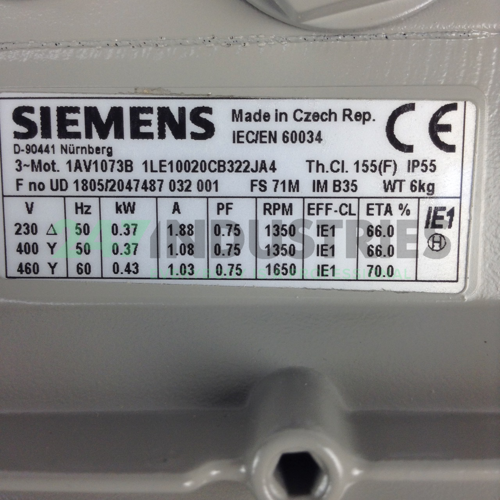 SIEMENS Made in Czech Rep. CE
D-90441 Nürnberg IEC/EN 60034
3~Mot. 1AV1073B 1LE10020CB322JA4 Th.Cl. 155(F) IP55
F no UD 1805/2047487 032 001 FS 71M IM B35 WT 6kg
V Hz kW A PF RPM EFF-CL ETA % IE1
230 Δ 50 0.37 1.88 0.75 1350 IE1 66.0 H
400 Y 50 0.37 1.08 0.75 1350 IE1 66.0
460 Y 60 0.43 1.03 0.75 1650 IE1 70.0
247 INDUSTRIES